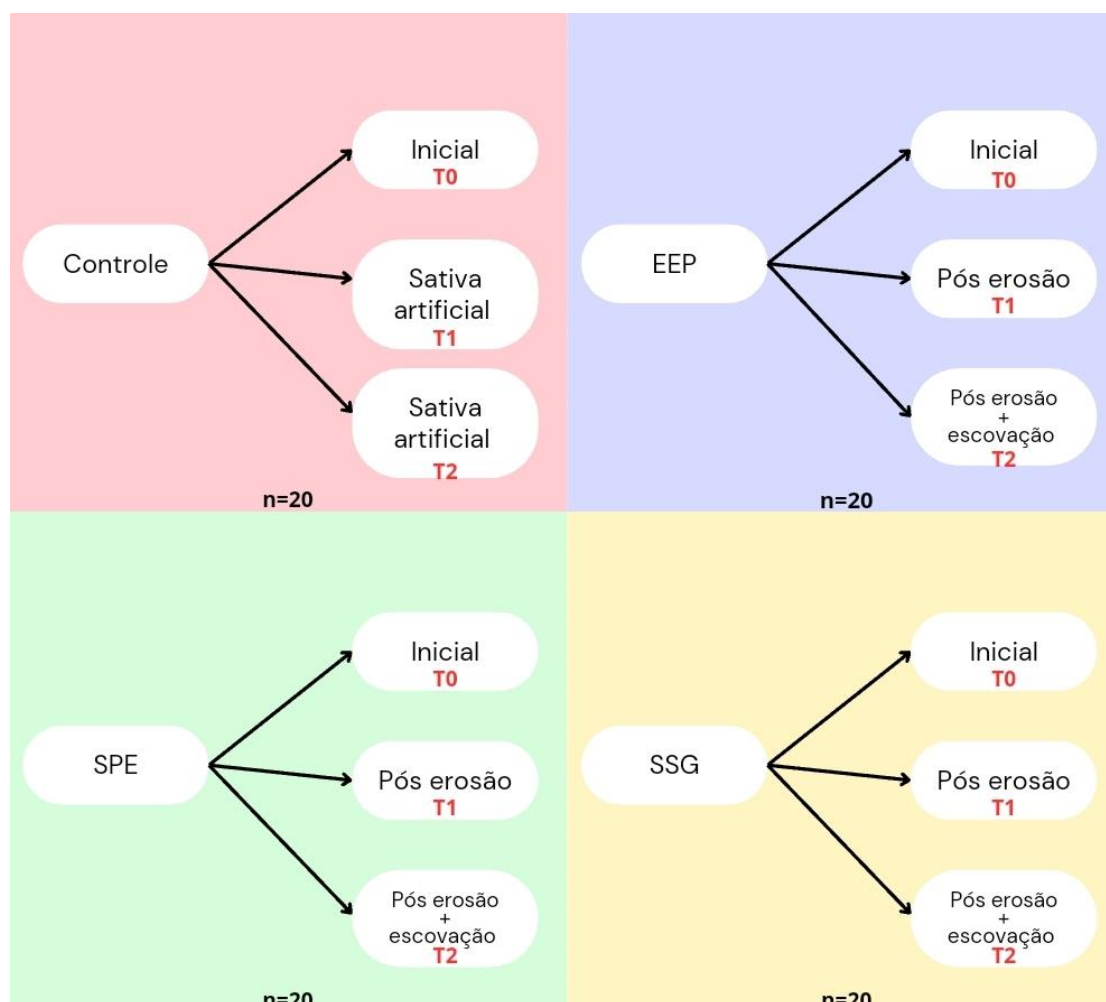 Controle
Inicial
T0
Sativa
artificial
T1
Sativa
artificial
T2
n=20
EEP
Inicial
T0
Pós erosão
T1
Pós erosão
+
escovação
T2
n=20
SPE
Inicial
T0
Pós erosão
T1
Pós erosão
+
escovação
T2
n=20
SSG
Inicial
T0
Pós erosão
T1
Pós erosão
+
escovação
T2
n=20